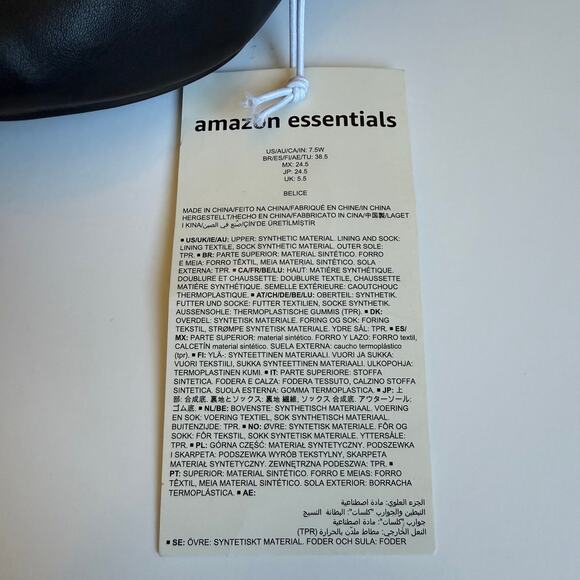 amazon essentials
US/AU/CA/IN: 7.5W
BR/ES/FI/AE/TU: 38.5
MX: 24.5
JP: 24.5
UK: 5.5
BELICE
MADE IN CHINA/FEITO NA CHINA/FABRIQUÉ EN CHINE/IN CHINA
HERGESTELLT/HECHO EN CHINA/FABBRICATO IN CINA/中国製/LAGET
I KINA/صنع في الصين/ÇİN'DE ÜRETİLMİŞTİR
■ US/UK/IE/AU: UPPER: SYNTHETIC MATERIAL. LINING AND SOCK:
LINING TEXTILE, SOCK SYNTHETIC MATERIAL. OUTER SOLE:
TPR. ■ BR: PARTE SUPERIOR: MATERIAL SINTÉTICO. FORRO
E MEIA: FORRO TÊXTIL, MEIA MATERIAL SINTÉTICO. SOLA
EXTERNA: TPR. ■ CA/FR/BE/LU: HAUT: MATIÈRE SYNTHÉTIQUE.
DOUBLURE ET CHAUSSETTE: DOUBLURE TEXTILE, CHAUSSETTE
MATIÈRE SYNTHÉTIQUE. SEMELLE EXTÉRIEURE: CAOUTCHOUC
THERMOPLASTIQUE. ■ AT/CH/DE/BE/LU: OBERTEIL: SYNTHETIK.
FUTTER UND SOCKE: FUTTER TEXTILIEN, SOCKE SYNTHETIK.
AUSSENSOHLE: THERMOPLASTISCHE GUMMIS (TPR). ■ DK:
OVERDEL: SYNTETISK MATERIALE. FORING OG SOK: FORING
TEKSTIL, STRØMPE SYNTETISK MATERIALE. YDRE SÅL: TPR. ■ ES/
MX: PARTE SUPERIOR: material sintético. FORRO Y LAZO: FORRO textil,
CALCETÍN material sintético. SUELA EXTERNA: caucho termoplástico
(tpr). ■ FI: YLÄ-: SYNTEETTINEN MATERIAALI. VUORI JA SUKKA:
VUORI TEKSTIILI, SUKKA SYNTEETTINEN MATERIAALI. ULKOPOHJA:
TERMOPLASTINEN KUMI. ■ IT: PARTE SUPERIORE: STOFFA
SINTETICA. FODERA E CALZA: FODERA TESSUTO, CALZINO STOFFA
SINTETICA. SUOLA ESTERNA: GOMMA TERMOPLASTICA. ■ JP: 上
部: 合成底. 裏地とソックス: 裏地 繊維, ソックス 合成底. アウターソール:
ゴム底. ■ NL/BE: BOVENSTE: SYNTHETISCH MATERIAAL. VOERING
EN SOK: VOERING TEXTIEL, SOK SYNTHETISCH MATERIAAL.
BUITENZIJDE: TPR. ■ NO: ØVRE: SYNTETISK MATERIALE. FÔR OG
SOKK: FÔR TEKSTIL, SOKK SYNTETISK MATERIALE. YTTERSÅLE:
TPR. ■ PL: GÓRNA CZĘŚĆ: MATERIAŁ SYNTETYCZNY. PODSZEWKA
I SKARPETA: PODSZEWKA WYRÓB TEKSTYLNY, SKARPETA
MATERIAŁ SYNTETYCZNY. ZEWNĘTRZNA PODESZWA: TPR. ■
PT: SUPERIOR: MATERIAL SINTÉTICO. FORRO E MEIAS: FORRO
TÊXTIL, MEIA MATERIAL SINTÉTICO. SOLA EXTERIOR: BORRACHA
TERMOPLÁSTICA. ■ AE:
الجزء العلوي: مادة اصطناعية
التبطين والجوارب "كلسات": البطانة النسيج
جوارب "كلسات": مادة اصطناعية
النعل الخارجي: مطاط ملدّن بالحرارة (TPR)
■ SE: ÖVRE: SYNTETISKT MATERIAL. FODER OCH SULA: FODER